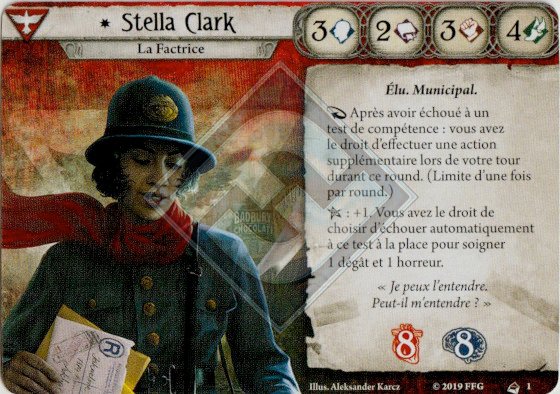 Stella Clark
La Factrice
3 2 3 4
Élu. Municipal.
Après avoir échoué à un
test de compétence : vous avez
le droit d'effectuer une action
supplémentaire lors de votre tour
durant ce round. (Limite d'une fois
par round.)
: +1. Vous avez le droit de
choisir d'échouer automatiquement
à ce test à la place pour soigner
1 dégât et 1 horreur.
« Je peux l'entendre.
Peut-il m'entendre ? »
8 8
BADBURY
CHOCOLATE
R
Illus. Aleksander Karcz © 2019 FFG 1